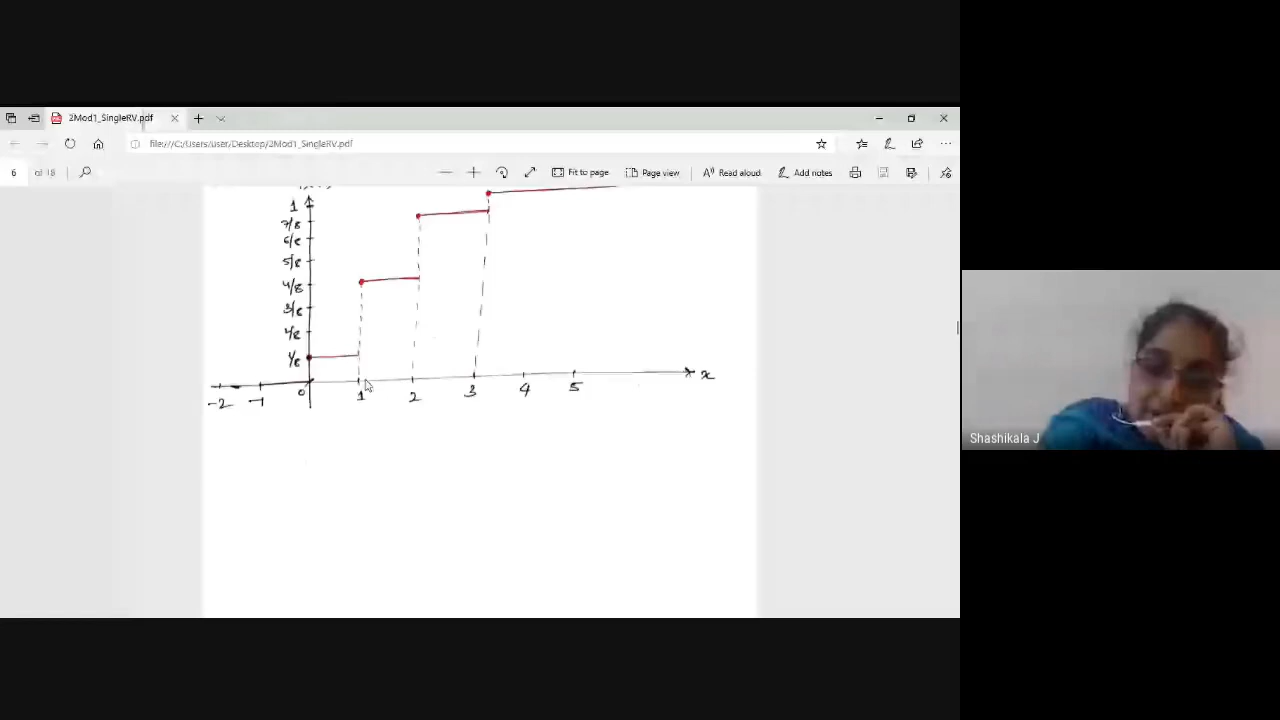 2Mod1_SingleRV.pdf
file:///C:/Users/user/Desktop/2Mod1_SingleRV.pdf
6 of 18
Fit to page
Page view
Read aloud
Add notes
1
7/8
6/8
5/8
4/8
3/8
1/8
-2 -1 0 1 2 3 4 5 x
Shashikala J